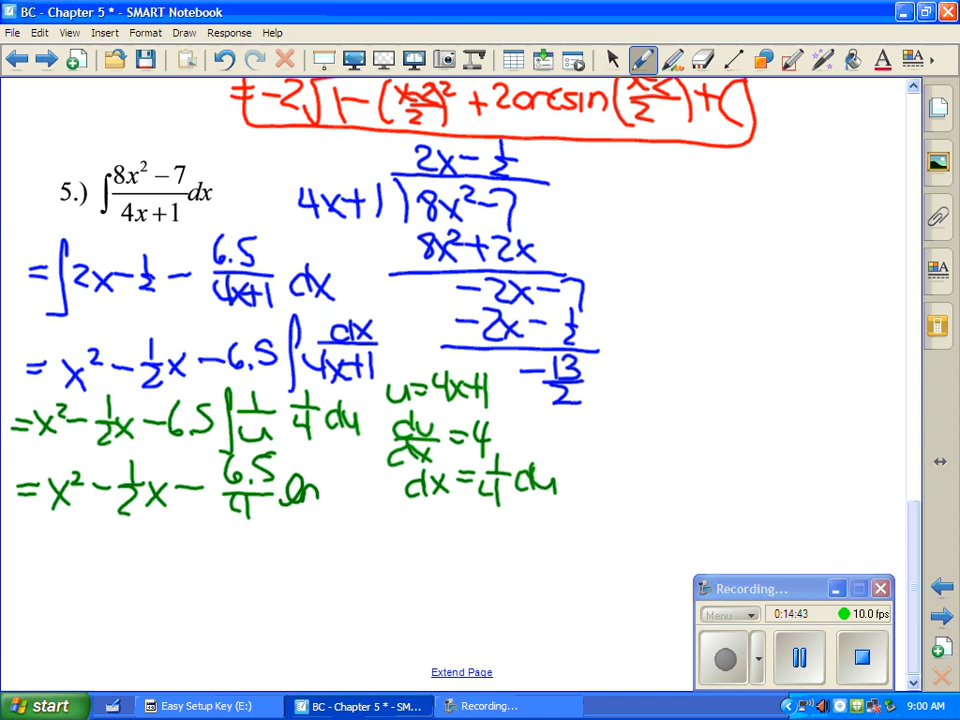 BC - Chapter 5 * - SMART Notebook
File Edit View Insert Format Draw Response Help
= -2√1 - (x-2/2)² + 2arcsin(x-2/2) + C
5.) ∫ 8x² - 7 / 4x + 1 dx
2x - 1/2
4x+1 ) 8x² - 7
8x² + 2x
-2x - 7
-2x - 1/2
-13/2
= ∫ 2x - 1/2 - 6.5/4x+1 dx
= x² - 1/2x - 6.5 ∫ dx/4x+1
= x² - 1/2x - 6.5 ∫ 1/u 1/4 du
= x² - 1/2x - 6.5/4 ln
u = 4x+1
du/dx = 4
dx = 1/4 du
Recording...
Menu 0:14:43 10.0 fps
Extend Page
start Easy Setup Key (E:) BC - Chapter 5 * - SM... Recording... 9:00 AM